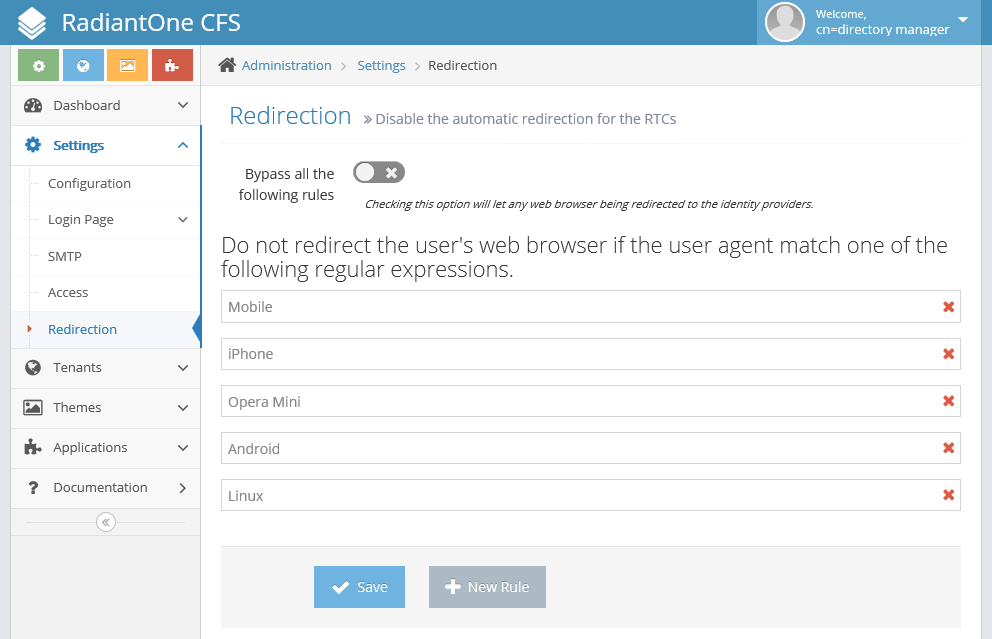 RadiantOne CFS
Welcome,
cn=directory manager
Administration > Settings > Redirection
Dashboard
Settings
Configuration
Login Page
SMTP
Access
Redirection
Tenants
Themes
Applications
? Documentation
«
Redirection » Disable the automatic redirection for the RTCs
Bypass all the
following rules
Checking this option will let any web browser being redirected to the identity providers.
Do not redirect the user's web browser if the user agent match one of the
following regular expressions.
Mobile
iPhone
Opera Mini
Android
Linux
Save
New Rule